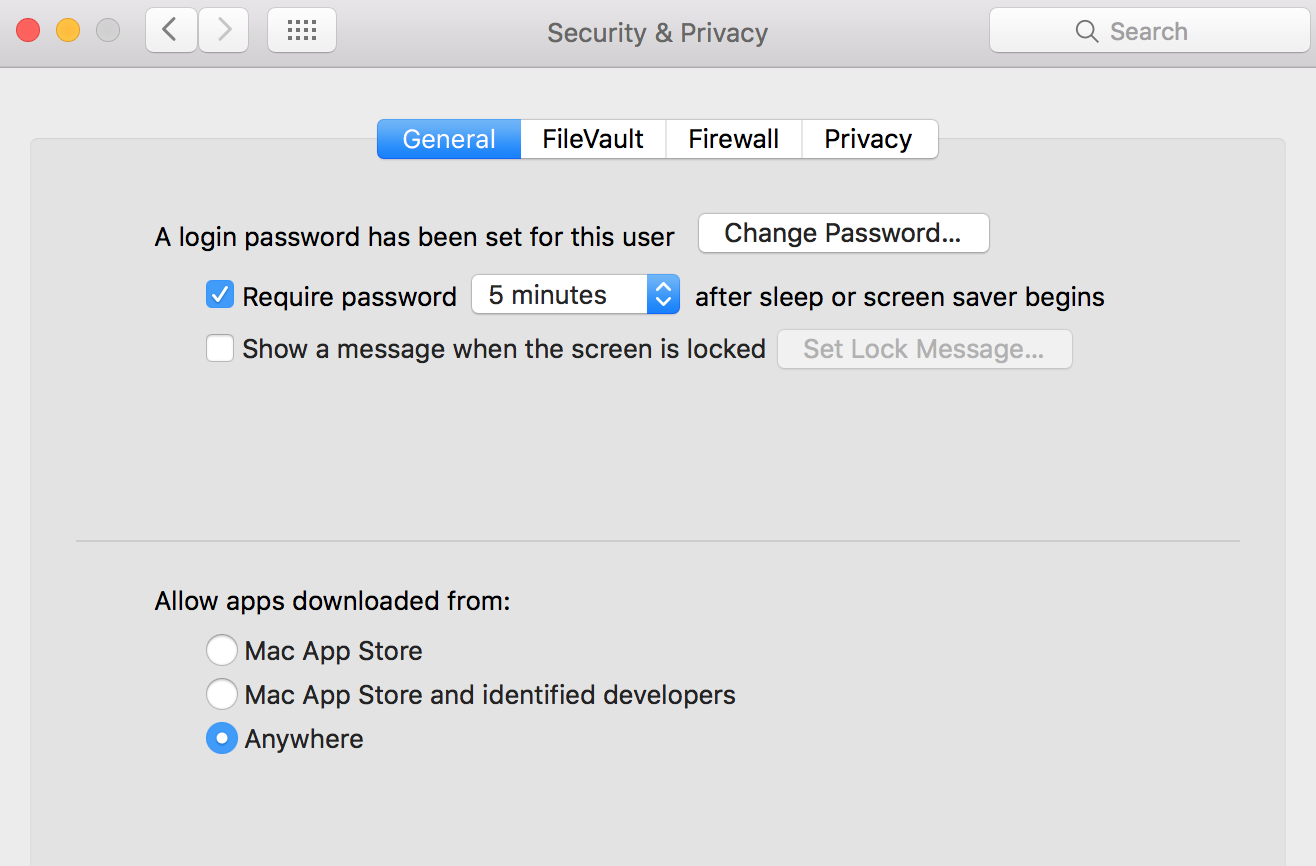 Security & Privacy
Search
General FileVault Firewall Privacy
A login password has been set for this user Change Password...
Require password 5 minutes after sleep or screen saver begins
Show a message when the screen is locked Set Lock Message...
Allow apps downloaded from:
Mac App Store
Mac App Store and identified developers
Anywhere